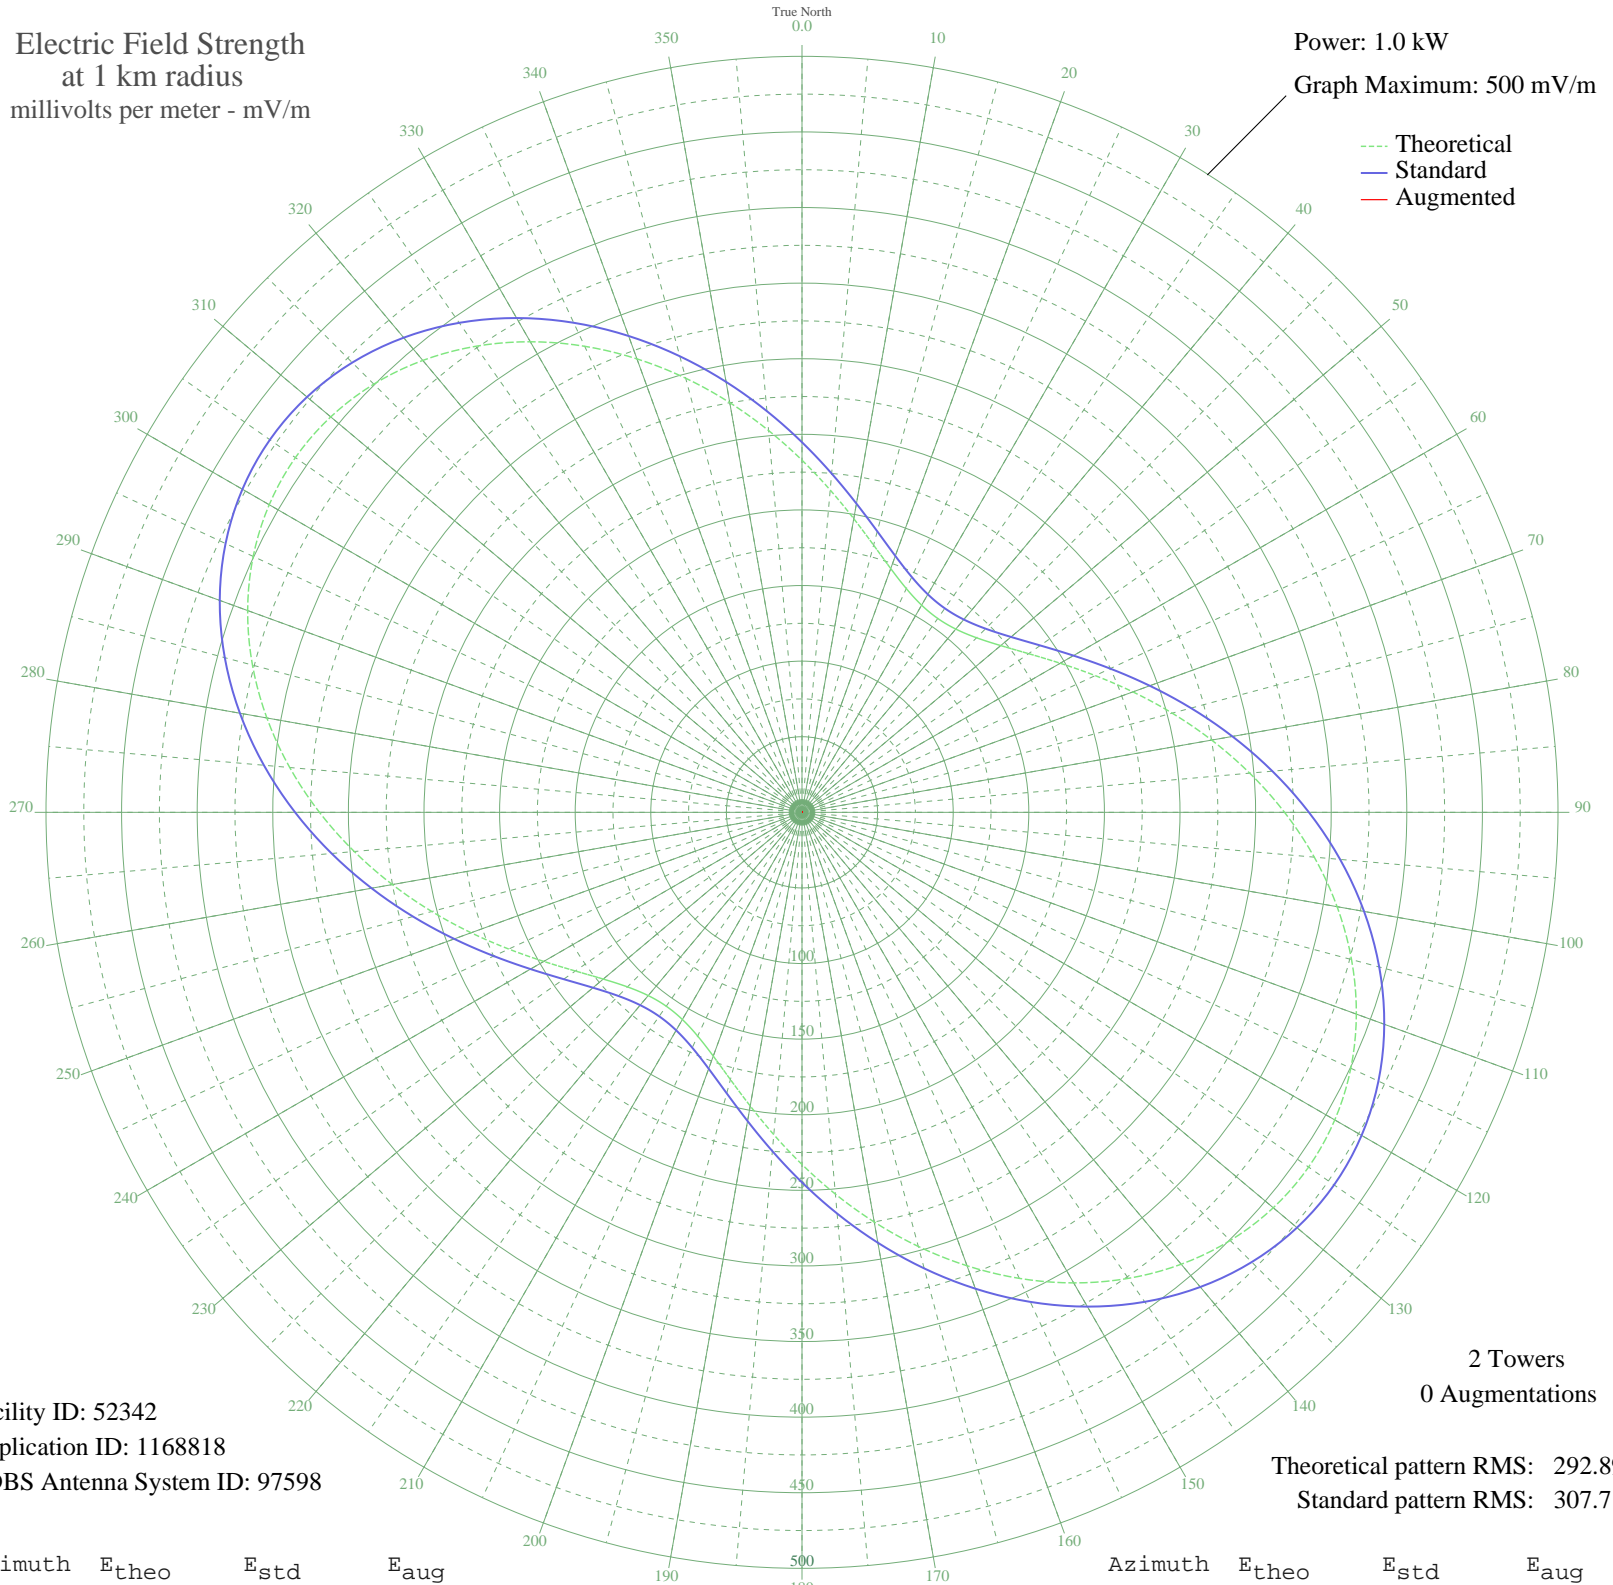 Electric Field Strength
at 1 km radius
millivolts per meter - mV/m
True North
0.0
Power: 1.0 kW
Graph Maximum: 500 mV/m
Theoretical
Standard
Augmented
10
20
30
40
50
60
70
80
90
100
110
120
130
140
150
160
170
190
200
210
220
230
240
250
260
270
280
290
300
310
320
330
340
350
100
150
200
250
300
350
400
450
500
2 Towers
0 Augmentations
cility ID: 52342
plication ID: 1168818
DBS Antenna System ID: 97598
Theoretical pattern RMS: 292.89
Standard pattern RMS: 307.7
imuth Etheo Estd Eaug
Azimuth Etheo Estd Eaug